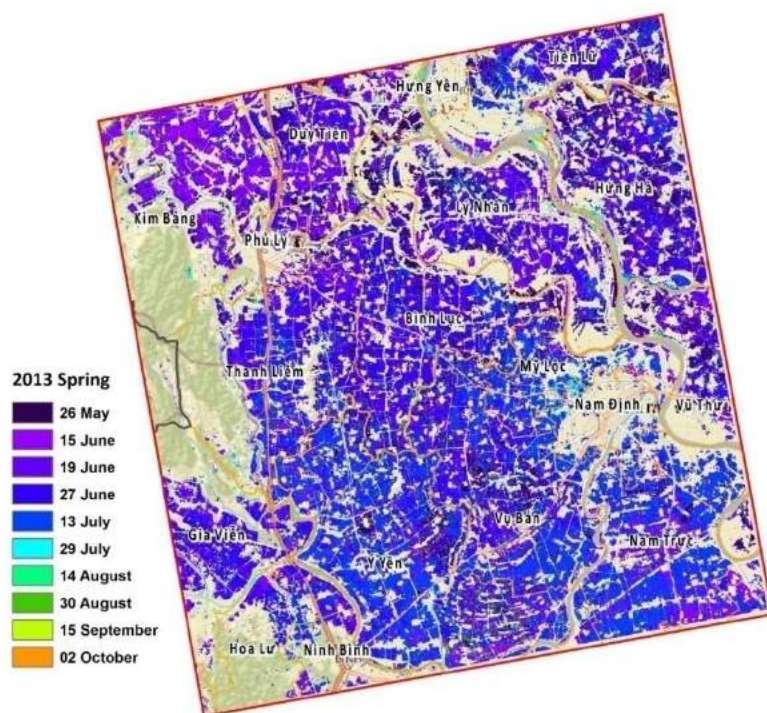 Tiên Lữ
Hưng Yên
Duy Tiên
Hưng Hà
Lý Nhân
Kim Bảng
Phủ Lý
Bình Lục
Mỹ Lộc
Thanh Liêm
Nam Định
Vũ Thư
2013 Spring
26 May
15 June
19 June
27 June
13 July
29 July
14 August
30 August
15 September
02 October
Vụ Bản
Nam Trực
Gia Viễn
Ý Yên
Hoa Lư
Ninh Bình